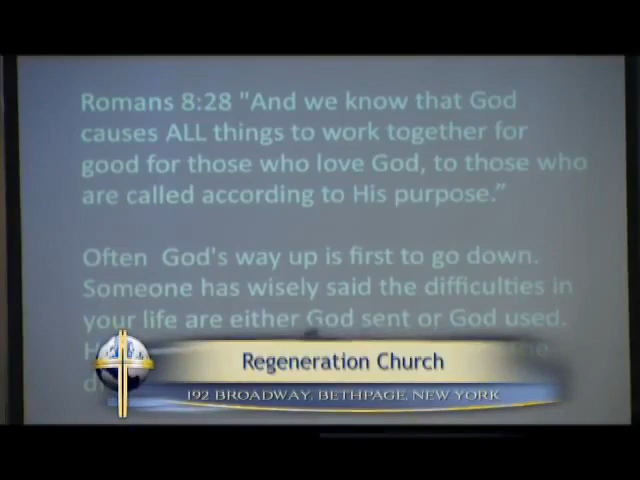 Romans 8:28 "And we know that God
causes ALL things to work together for
good for those who love God, to those who
are called according to His purpose.”
Often God's way up is first to go down.
Someone has wisely said the difficulties in
your life are either God sent or God used.
Regeneration Church
192 BROADWAY, BETHPAGE, NEW YORK